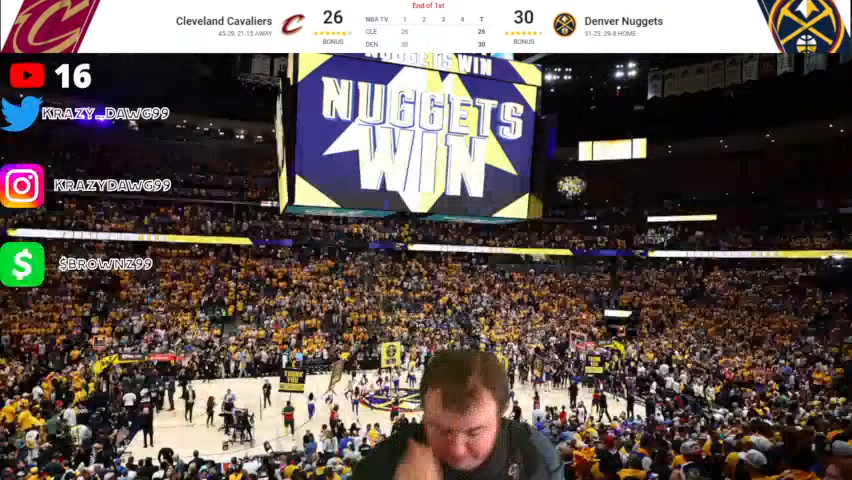 End of 1st
Cleveland Cavaliers
45-29, 21-15 AWAY
26
BONUS
NBA TV 1 2 3 4 T
CLE 26 26
DEN 30 30
30
BONUS
Denver Nuggets
51-23, 29-8 HOME
NUGGETS WIN
NUGGETS
WIN
16
KRAZY_DAWG99
KRAZYDAWG99
$BROWNZ99